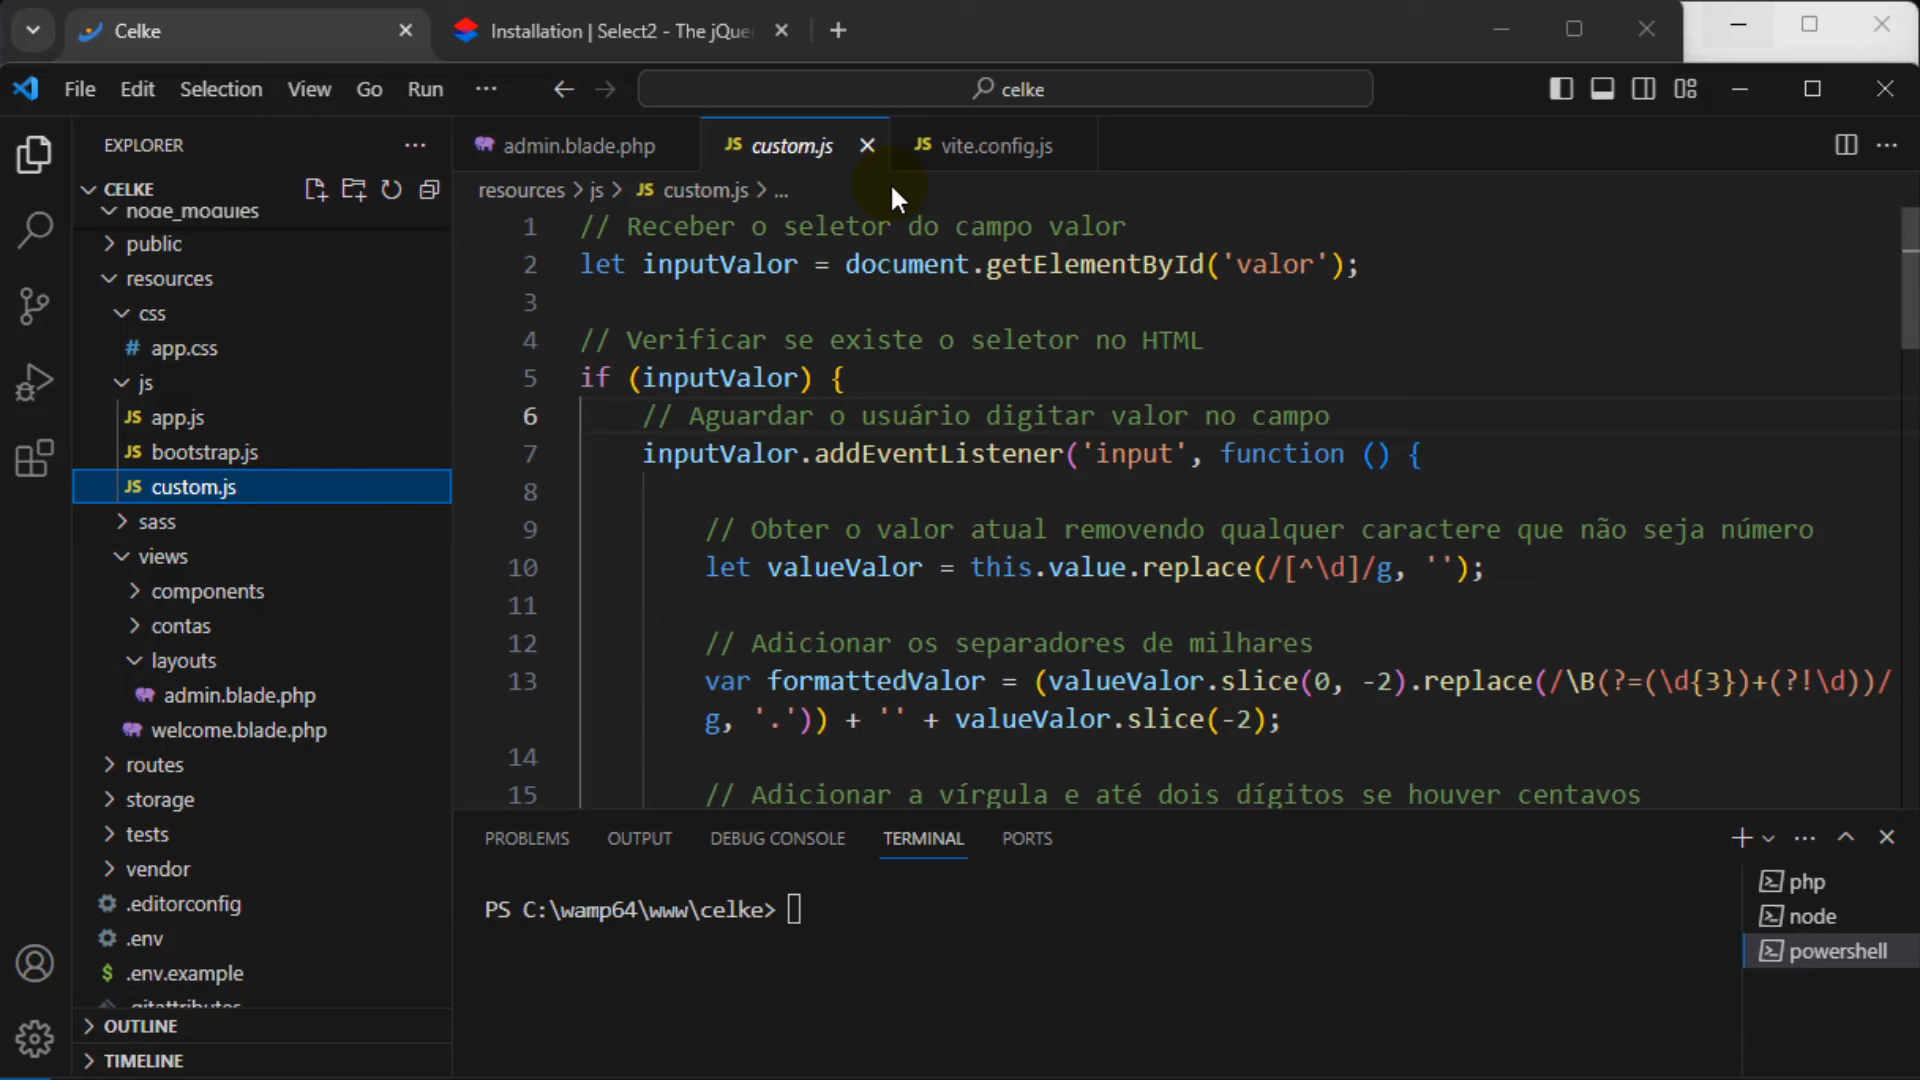 Celke
Installation | Select2 - The jQue
File Edit Selection View Go Run ...
celke
EXPLORER
CELKE
node_modules
public
resources
css
# app.css
js
JS app.js
JS bootstrap.js
JS custom.js
sass
views
components
contas
layouts
admin.blade.php
welcome.blade.php
routes
storage
tests
vendor
.editorconfig
.env
$ .env.example
.gitattributes
OUTLINE
TIMELINE
admin.blade.php
JS custom.js
JS vite.config.js
resources > js > JS custom.js > ...
1 // Receber o seletor do campo valor
2 let inputValor = document.getElementById('valor');
3
4 // Verificar se existe o seletor no HTML
5 if (inputValor) {
6 // Aguardar o usuário digitar valor no campo
7 inputValor.addEventListener('input', function () {
8
9 // Obter o valor atual removendo qualquer caractere que não seja número
10 let valueValor = this.value.replace(/[^\d]/g, '');
11
12 // Adicionar os separadores de milhares
13 var formattedValor = (valueValor.slice(0, -2).replace(/\B(?=(\d{3})+(?!\d))/
g, '.')) + '' + valueValor.slice(-2);
14
15 // Adicionar a vírgula e até dois dígitos se houver centavos
PROBLEMS OUTPUT DEBUG CONSOLE TERMINAL PORTS
PS C:\wamp64\www\celke>
php
node
powershell